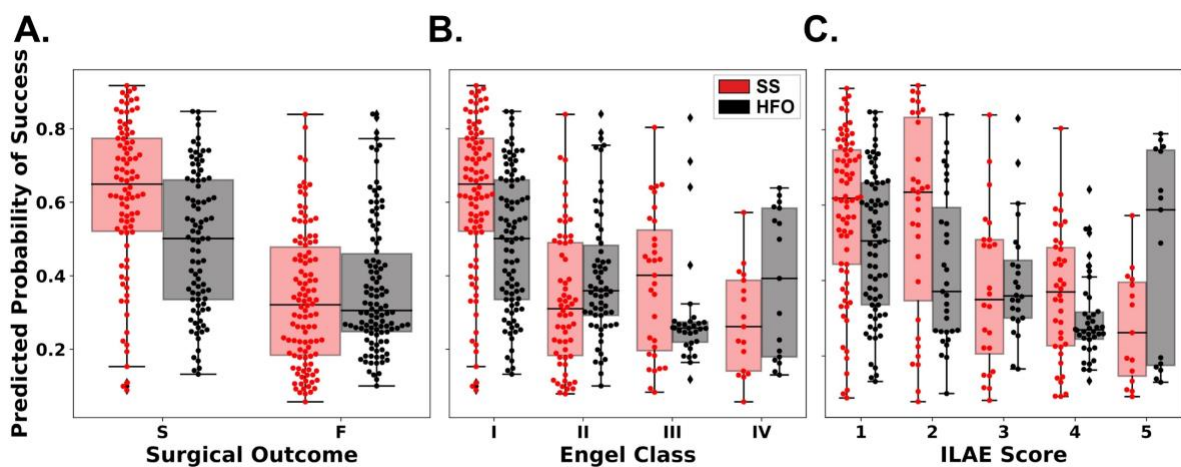 A.
B.
C.
Predicted Probability of Success
0.8
0.6
0.4
0.2
S
F
Surgical Outcome
SS
HFO
I
II
III
IV
Engel Class
1
2
3
4
5
ILAE Score